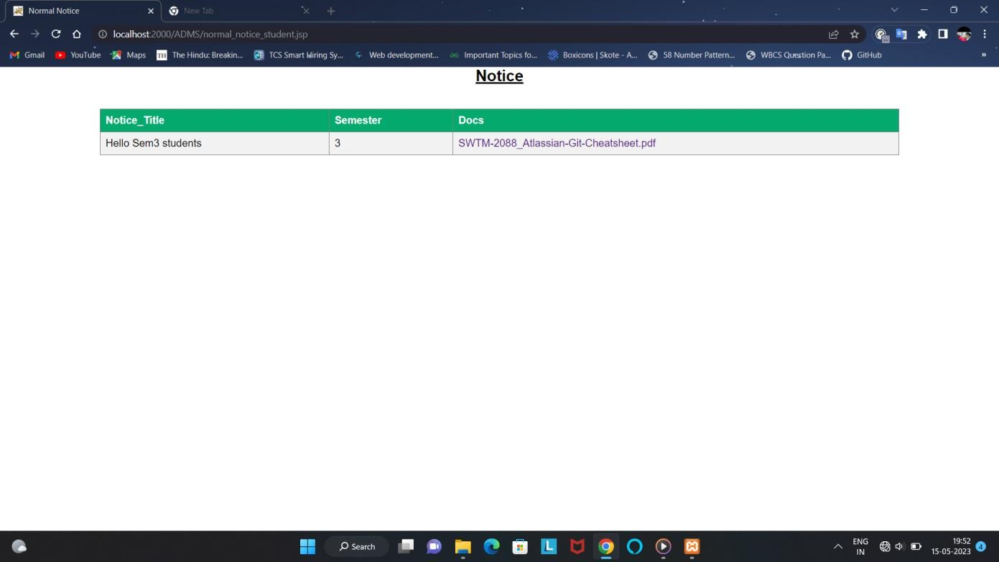 Normal Notice
New Tab
localhost:2000/ADMS/normal_notice_student.jsp
Gmail YouTube Maps TH The Hindu: Breakin... TCS Smart Hiring Sy... Web development... Important Topics fo... Boxicons | Skote - A... 58 Number Pattern... WBCS Question Pa... GitHub »
Notice
Notice_Title Semester Docs
Hello Sem3 students 3 SWTM-2088_Atlassian-Git-Cheatsheet.pdf
Search L ENG 19:52
IN 15-05-2023 4